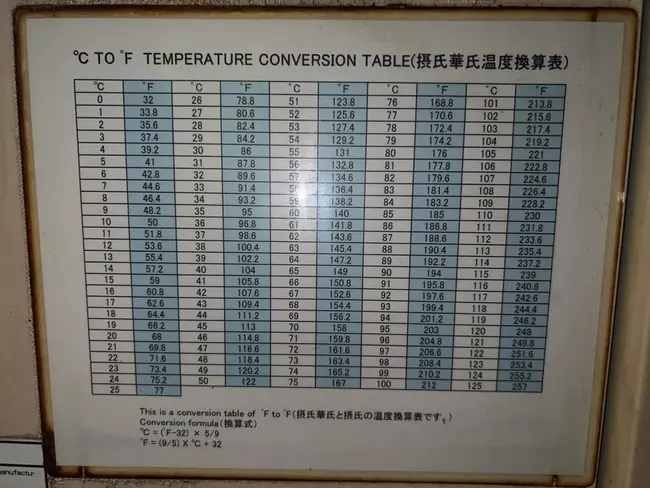 ℃ TO ℉ TEMPERATURE CONVERSION TABLE(摂氏華氏温度換算表)
℃ ℉ ℃ ℉ ℃ ℉ ℃ ℉ ℃ ℉
0 32 26 78.8 51 123.8 76 168.8 101 213.8
1 33.8 27 80.6 52 125.6 77 170.6 102 215.6
2 35.6 28 82.4 53 127.4 78 172.4 103 217.4
3 37.4 29 84.2 54 129.2 79 174.2 104 219.2
4 39.2 30 86 55 131 80 176 105 221
5 41 31 87.8 56 132.8 81 177.8 106 222.8
6 42.8 32 89.6 57 134.6 82 179.6 107 224.6
7 44.6 33 91.4 58 136.4 83 181.4 108 226.4
8 46.4 34 93.2 59 138.2 84 183.2 109 228.2
9 48.2 35 95 60 140 85 185 110 230
10 50 36 96.8 61 141.8 86 186.8 111 231.8
11 51.8 37 98.6 62 143.6 87 188.6 112 233.6
12 53.6 38 100.4 63 145.4 88 190.4 113 235.4
13 55.4 39 102.2 64 147.2 89 192.2 114 237.2
14 57.2 40 104 65 149 90 194 115 239
15 59 41 105.8 66 150.8 91 195.8 116 240.8
16 60.8 42 107.6 67 152.6 92 197.6 117 242.6
17 62.6 43 109.4 68 154.4 93 199.4 118 244.4
18 64.4 44 111.2 69 156.2 94 201.2 119 246.2
19 66.2 45 113 70 158 95 203 120 248
20 68 46 114.8 71 159.8 96 204.8 121 249.8
21 69.8 47 116.6 72 161.6 97 206.6 122 251.6
22 71.6 48 118.4 73 163.4 98 208.4 123 253.4
23 73.4 49 120.2 74 165.2 99 210.2 124 255.2
24 75.2 50 122 75 167 100 212 125 257
25 77
This is a conversion table of ℉ to ℉(摂氏華氏と摂氏の温度換算表です。)
Conversion formula(換算式)
℃ = (℉-32) × 5/9
℉ = (9/5) X ℃ + 32
anufactu-